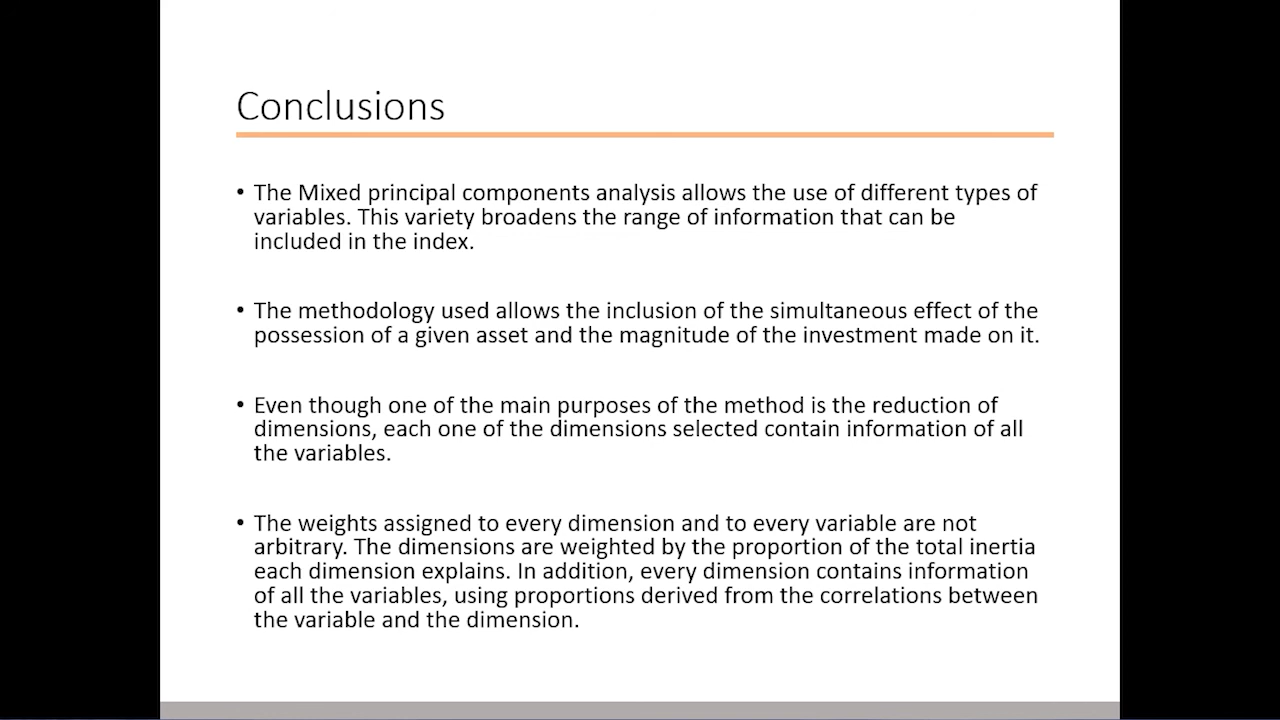 Conclusions
• The Mixed principal components analysis allows the use of different types of
variables. This variety broadens the range of information that can be
included in the index.
• The methodology used allows the inclusion of the simultaneous effect of the
possession of a given asset and the magnitude of the investment made on it.
• Even though one of the main purposes of the method is the reduction of
dimensions, each one of the dimensions selected contain information of all
the variables.
• The weights assigned to every dimension and to every variable are not
arbitrary. The dimensions are weighted by the proportion of the total inertia
each dimension explains. In addition, every dimension contains information
of all the variables, using proportions derived from the correlations between
the variable and the dimension.